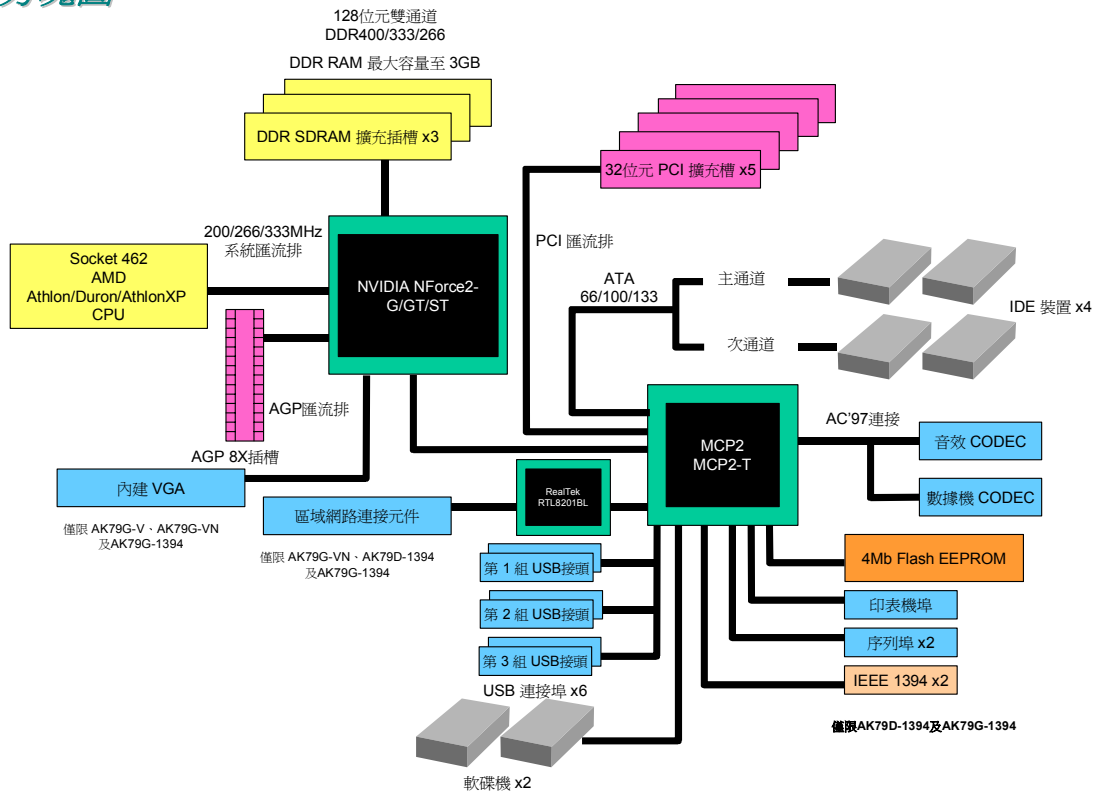 128位元雙通道
DDR400/333/266
DDR RAM 最大容量至 3GB
DDR SDRAM 擴充插槽 x3
32位元 PCI 擴充槽 x5
200/266/333MHz
系統匯流排
PCI 匯流排
Socket 462
AMD
Athlon/Duron/AthlonXP
CPU
NVIDIA NForce2-
G/GT/ST
ATA
66/100/133
主通道
次通道
IDE 裝置 x4
AGP匯流排
AGP 8X插槽
MCP2
MCP2-T
AC'97連接
音效 CODEC
數據機 CODEC
內建 VGA
僅限 AK79G-V、AK79G-VN
及AK79G-1394
區域網路連接元件
僅限 AK79G-VN、AK79D-1394
及AK79G-1394
RealTek
RTL8201BL
第 1 組 USB接頭
第 2 組 USB接頭
第 3 組 USB接頭
USB 連接埠 x6
4Mb Flash EEPROM
印表機埠
序列埠 x2
IEEE 1394 x2
僅限AK79D-1394及AK79G-1394
軟碟機 x2